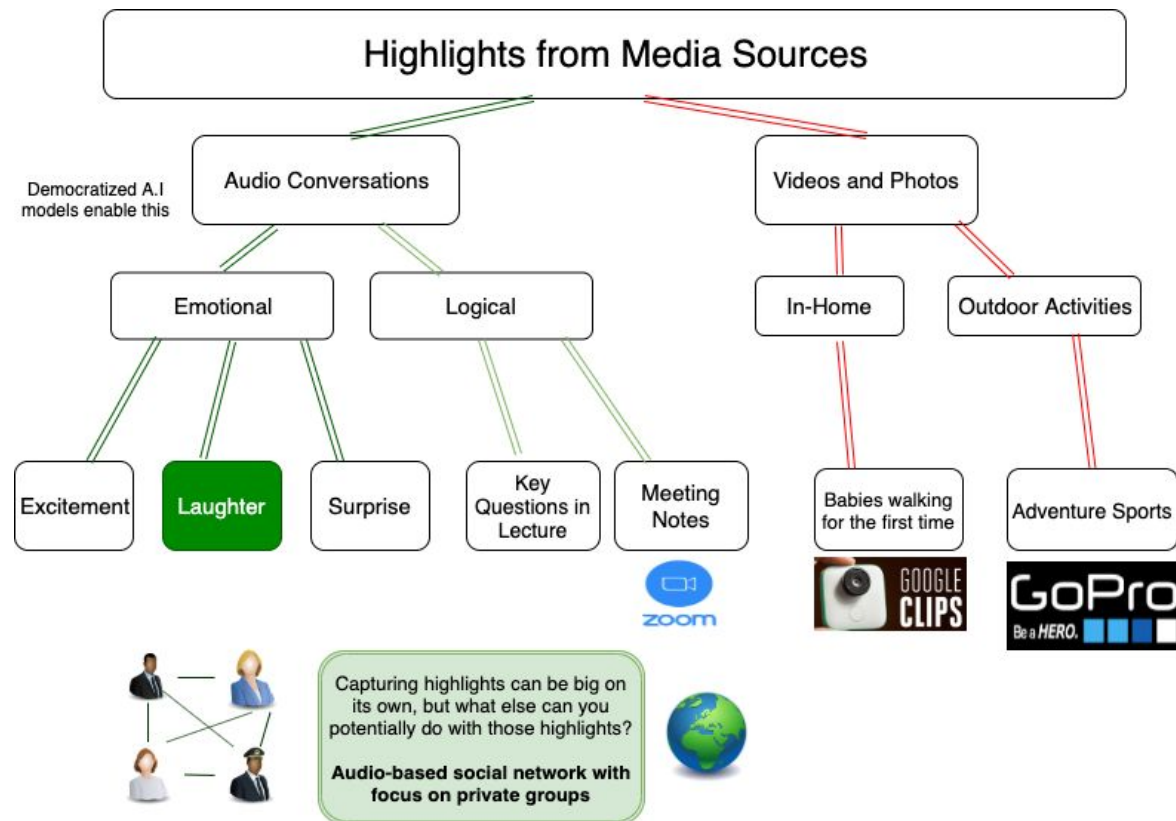 Highlights from Media Sources
Audio Conversations
Videos and Photos
Democratized A.I
models enable this
Emotional
Logical
In-Home
Outdoor Activities
Excitement
Laughter
Surprise
Key
Questions in
Lecture
Meeting
Notes
Babies walking
for the first time
Adventure Sports
zoom
GOOGLE
CLIPS
GoPro
Be a HERO.
Capturing highlights can be big on
its own, but what else can you
potentially do with those highlights?
Audio-based social network with
focus on private groups